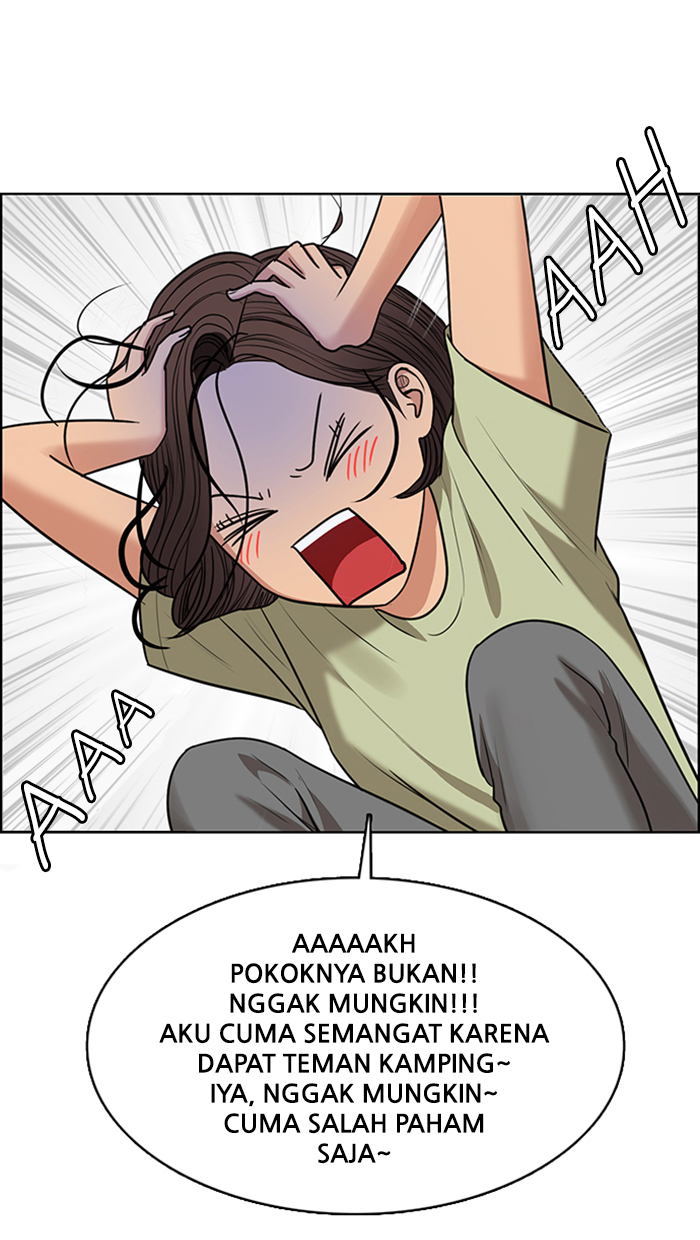 AAH
AAA
AAAAAKH
POKOKNYA BUKAN!!
NGGAK MUNGKIN!!!
AKU CUMA SEMANGAT KARENA
DAPAT TEMAN KAMPING~
IYA, NGGAK MUNGKIN~
CUMA SALAH PAHAM
SAJA~